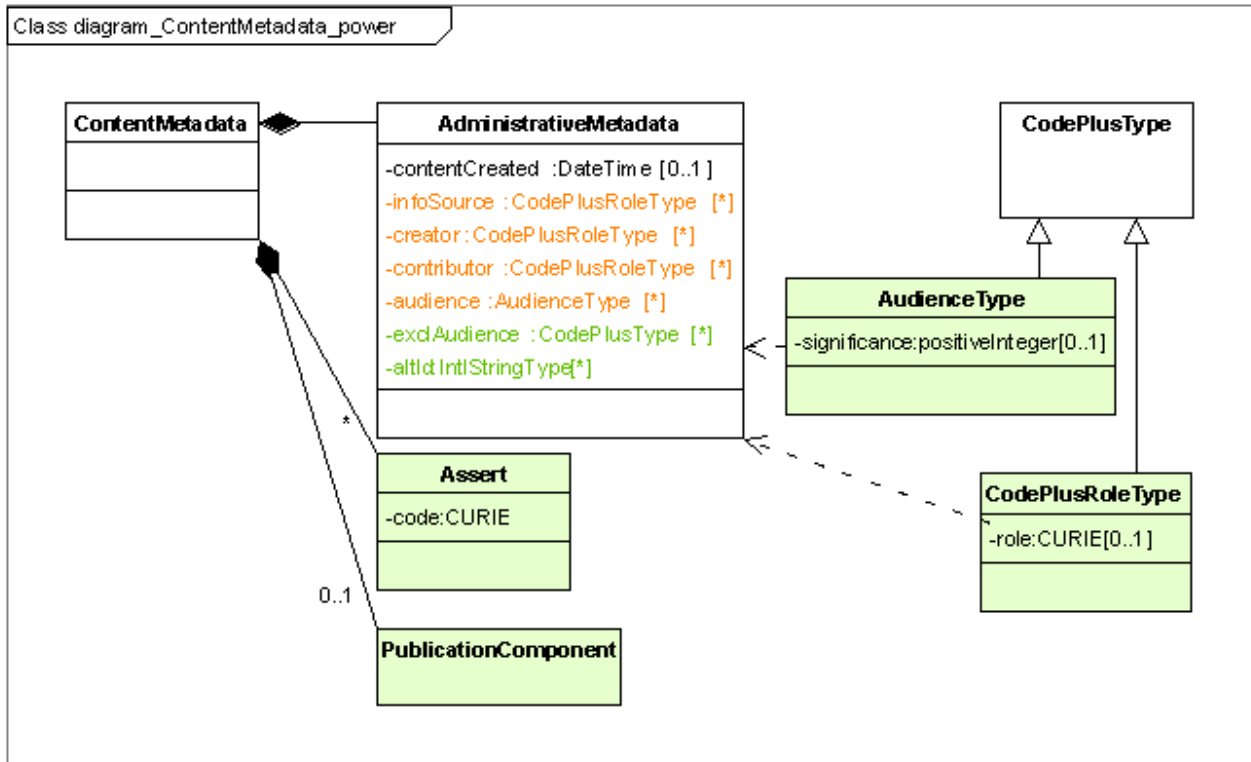 Class diagram_ContentMetadata_power
ContentMetadata
AdministrativeMetadata
-contentCreated :DateTime [0..1 ]
-infoSource :CodePlusRoleType [*]
-creator:CodePlusRoleType [*]
-contributor :CodePlusRoleType [*]
-audience :AudienceType [*]
-exclAudience :CodePlusType [*]
-altId:IntlStringType[*]
CodePlusType
AudienceType
-significance:positiveInteger[0..1]
CodePlusRoleType
-role:CURIE[0..1]
*
Assert
-code:CURIE
0..1
PublicationComponent